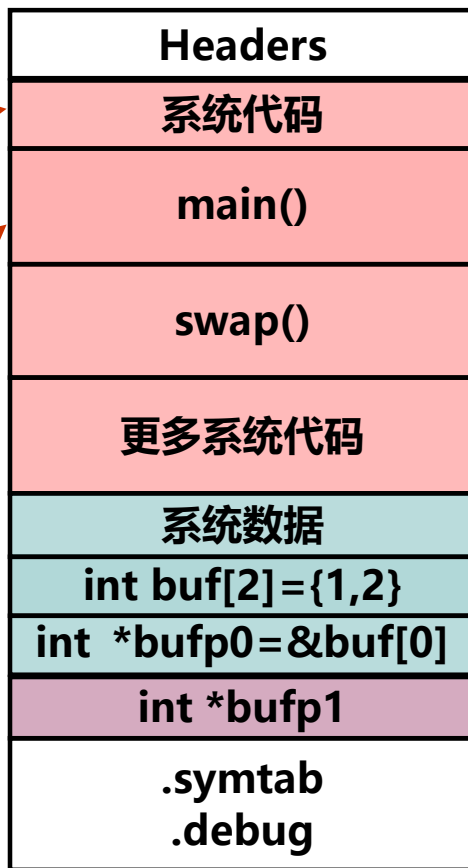 Headers
系统代码
main()
swap()
更多系统代码
系统数据
int buf[2]={1,2}
int *bufp0=&buf[0]
int *bufp1
.symtab
.debug